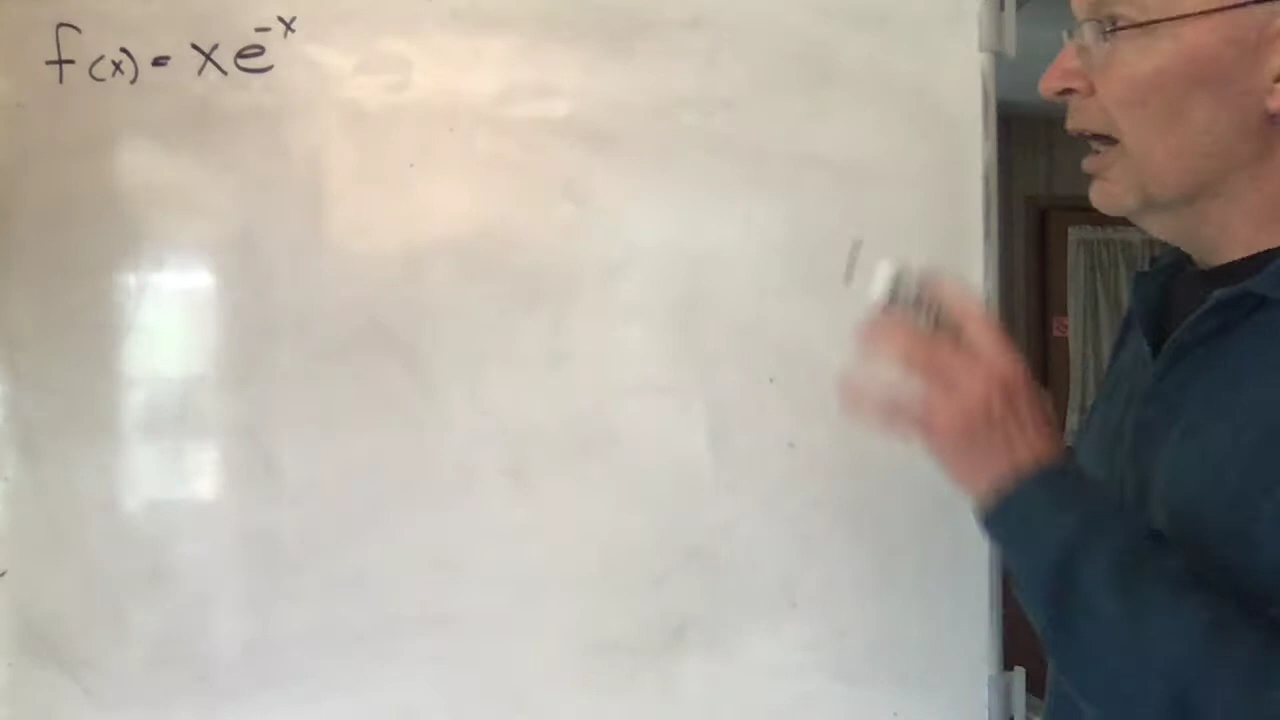 f(x) = xe^{-x}